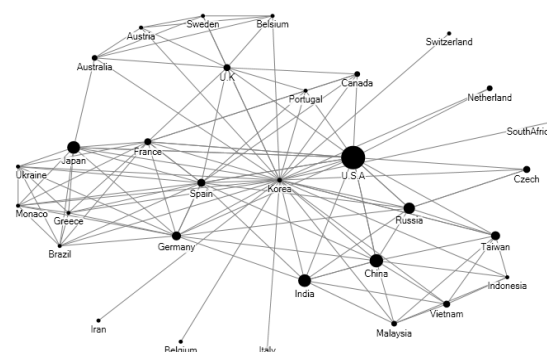 Sweden
Belsium
Austria
Switzerland
Australia
U.K
Canada
Portugal
Netherland
SouthAfric
France
Japan
Ukraine
U.S.A
Czech
Spain
Korea
Monaco
Greece
Russia
Brazil
Germany
Taiwan
China
India
Indonesia
Vietnam
Iran
Malaysia
Belgium
Italy